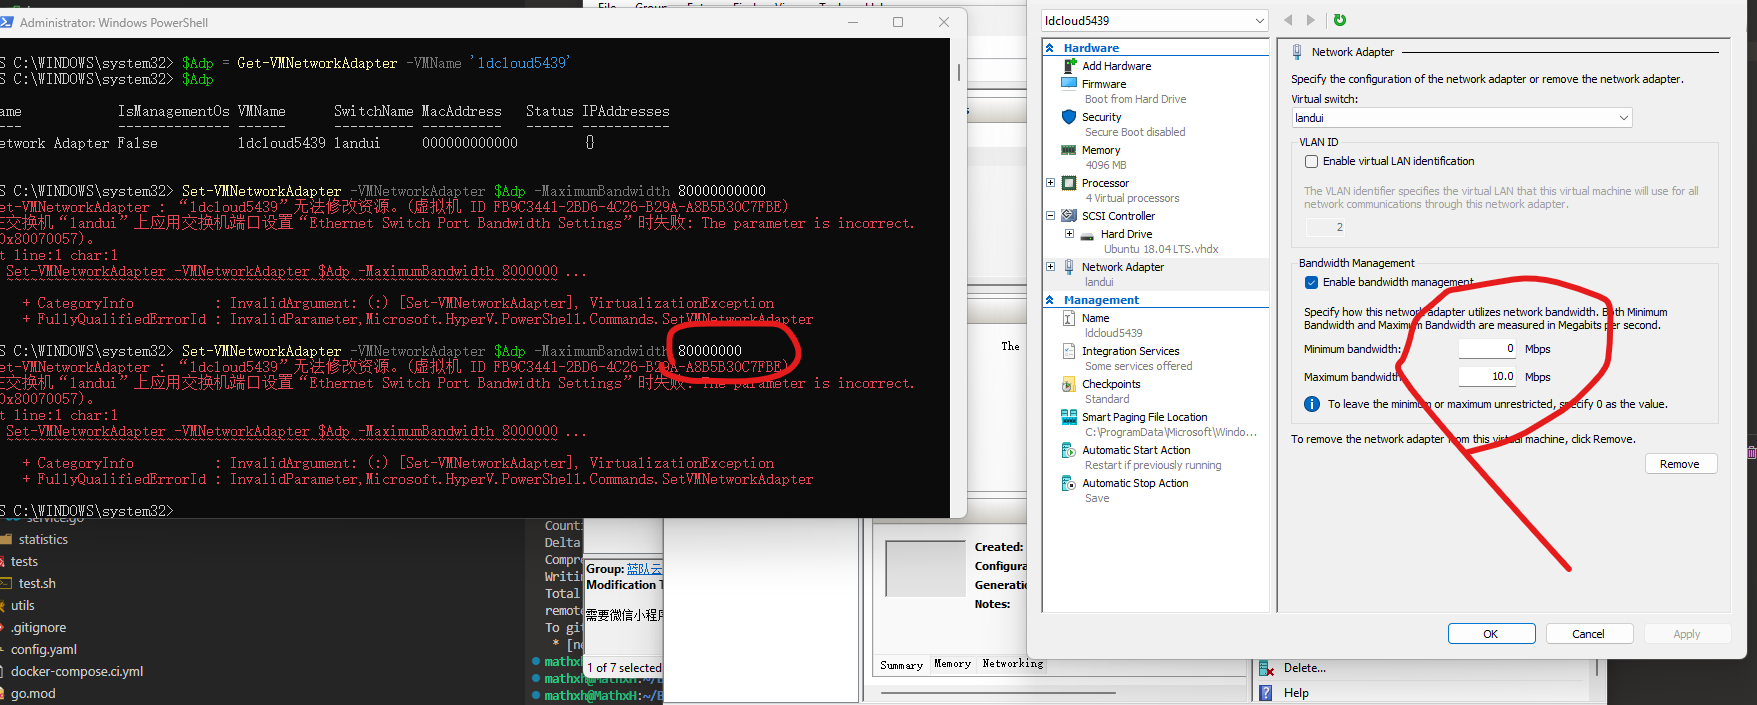 Administrator: Windows PowerShell
S C:\WINDOWS\system32> $Adp = Get-VMNetworkAdapter -VMName 'ldcloud5439'
S C:\WINDOWS\system32> $Adp
ame IsManagementOs VMName SwitchName MacAddress Status IPAddresses
--- -------------- ------ ---------- ---------- ------ -----------
etwork Adapter False ldcloud5439 landui 000000000000 {}
S C:\WINDOWS\system32> Set-VMNetworkAdapter -VMNetworkAdapter $Adp -MaximumBandwidth 80000000000
et-VMNetworkAdapter : “ldcloud5439”无法修改资源。(虚拟机 ID FB9C3441-2BD6-4C26-B29A-A8B5B30C7FBE)
在交换机“landui”上应用交换机端口设置“Ethernet Switch Port Bandwidth Settings”时失败: The parameter is incorrect.
0x80070057)。
t line:1 char:1
Set-VMNetworkAdapter -VMNetworkAdapter $Adp -MaximumBandwidth 8000000 ...
+ CategoryInfo : InvalidArgument: (:) [Set-VMNetworkAdapter], VirtualizationException
+ FullyQualifiedErrorId : InvalidParameter,Microsoft.HyperV.PowerShell.Commands.SetVMNetworkAdapter
S C:\WINDOWS\system32> Set-VMNetworkAdapter -VMNetworkAdapter $Adp -MaximumBandwidth 80000000
et-VMNetworkAdapter : “ldcloud5439”无法修改资源。(虚拟机 ID FB9C3441-2BD6-4C26-B29A-A8B5B30C7FBE)
在交换机“landui”上应用交换机端口设置“Ethernet Switch Port Bandwidth Settings”时失败: The parameter is incorrect.
0x80070057)。
t line:1 char:1
Set-VMNetworkAdapter -VMNetworkAdapter $Adp -MaximumBandwidth 8000000 ...
+ CategoryInfo : InvalidArgument: (:) [Set-VMNetworkAdapter], VirtualizationException
+ FullyQualifiedErrorId : InvalidParameter,Microsoft.HyperV.PowerShell.Commands.SetVMNetworkAdapter
S C:\WINDOWS\system32>
service.go
statistics
tests
test.sh
utils
.gitignore
config.yaml
docker-compose.ci.yml
go.mod
Counti
Delta
Compre
Writin
Total
remote
To git
* [ne
mathxh
mathxh
mathxh@MathxH:~/B
Group: 蓝队云
Modification T
需要微信小程序
1 of 7 selected
The
Created:
Configura
Generatio
Notes:
Summary Memory Networking
Delete...
Help
ldcloud5439
Hardware
Add Hardware
Firmware
Boot from Hard Drive
Security
Secure Boot disabled
Memory
4096 MB
Processor
4 Virtual processors
SCSI Controller
Hard Drive
Ubuntu 18.04 LTS.vhdx
Network Adapter
landui
Management
Name
ldcloud5439
Integration Services
Some services offered
Checkpoints
Standard
Smart Paging File Location
C:\ProgramData\Microsoft\Windo...
Automatic Start Action
Restart if previously running
Automatic Stop Action
Save
Network Adapter
Specify the configuration of the network adapter or remove the network adapter.
Virtual switch:
landui
VLAN ID
Enable virtual LAN identification
The VLAN identifier specifies the virtual LAN that this virtual machine will use for all
network communications through this network adapter.
2
Bandwidth Management
Enable bandwidth management
Specify how this network adapter utilizes network bandwidth. Both Minimum
Bandwidth and Maximum Bandwidth are measured in Megabits per second.
Minimum bandwidth: 0 Mbps
Maximum bandwidth: 10.0 Mbps
To leave the minimum or maximum unrestricted, specify 0 as the value.
To remove the network adapter from this virtual machine, click Remove.
Remove
OK Cancel Apply